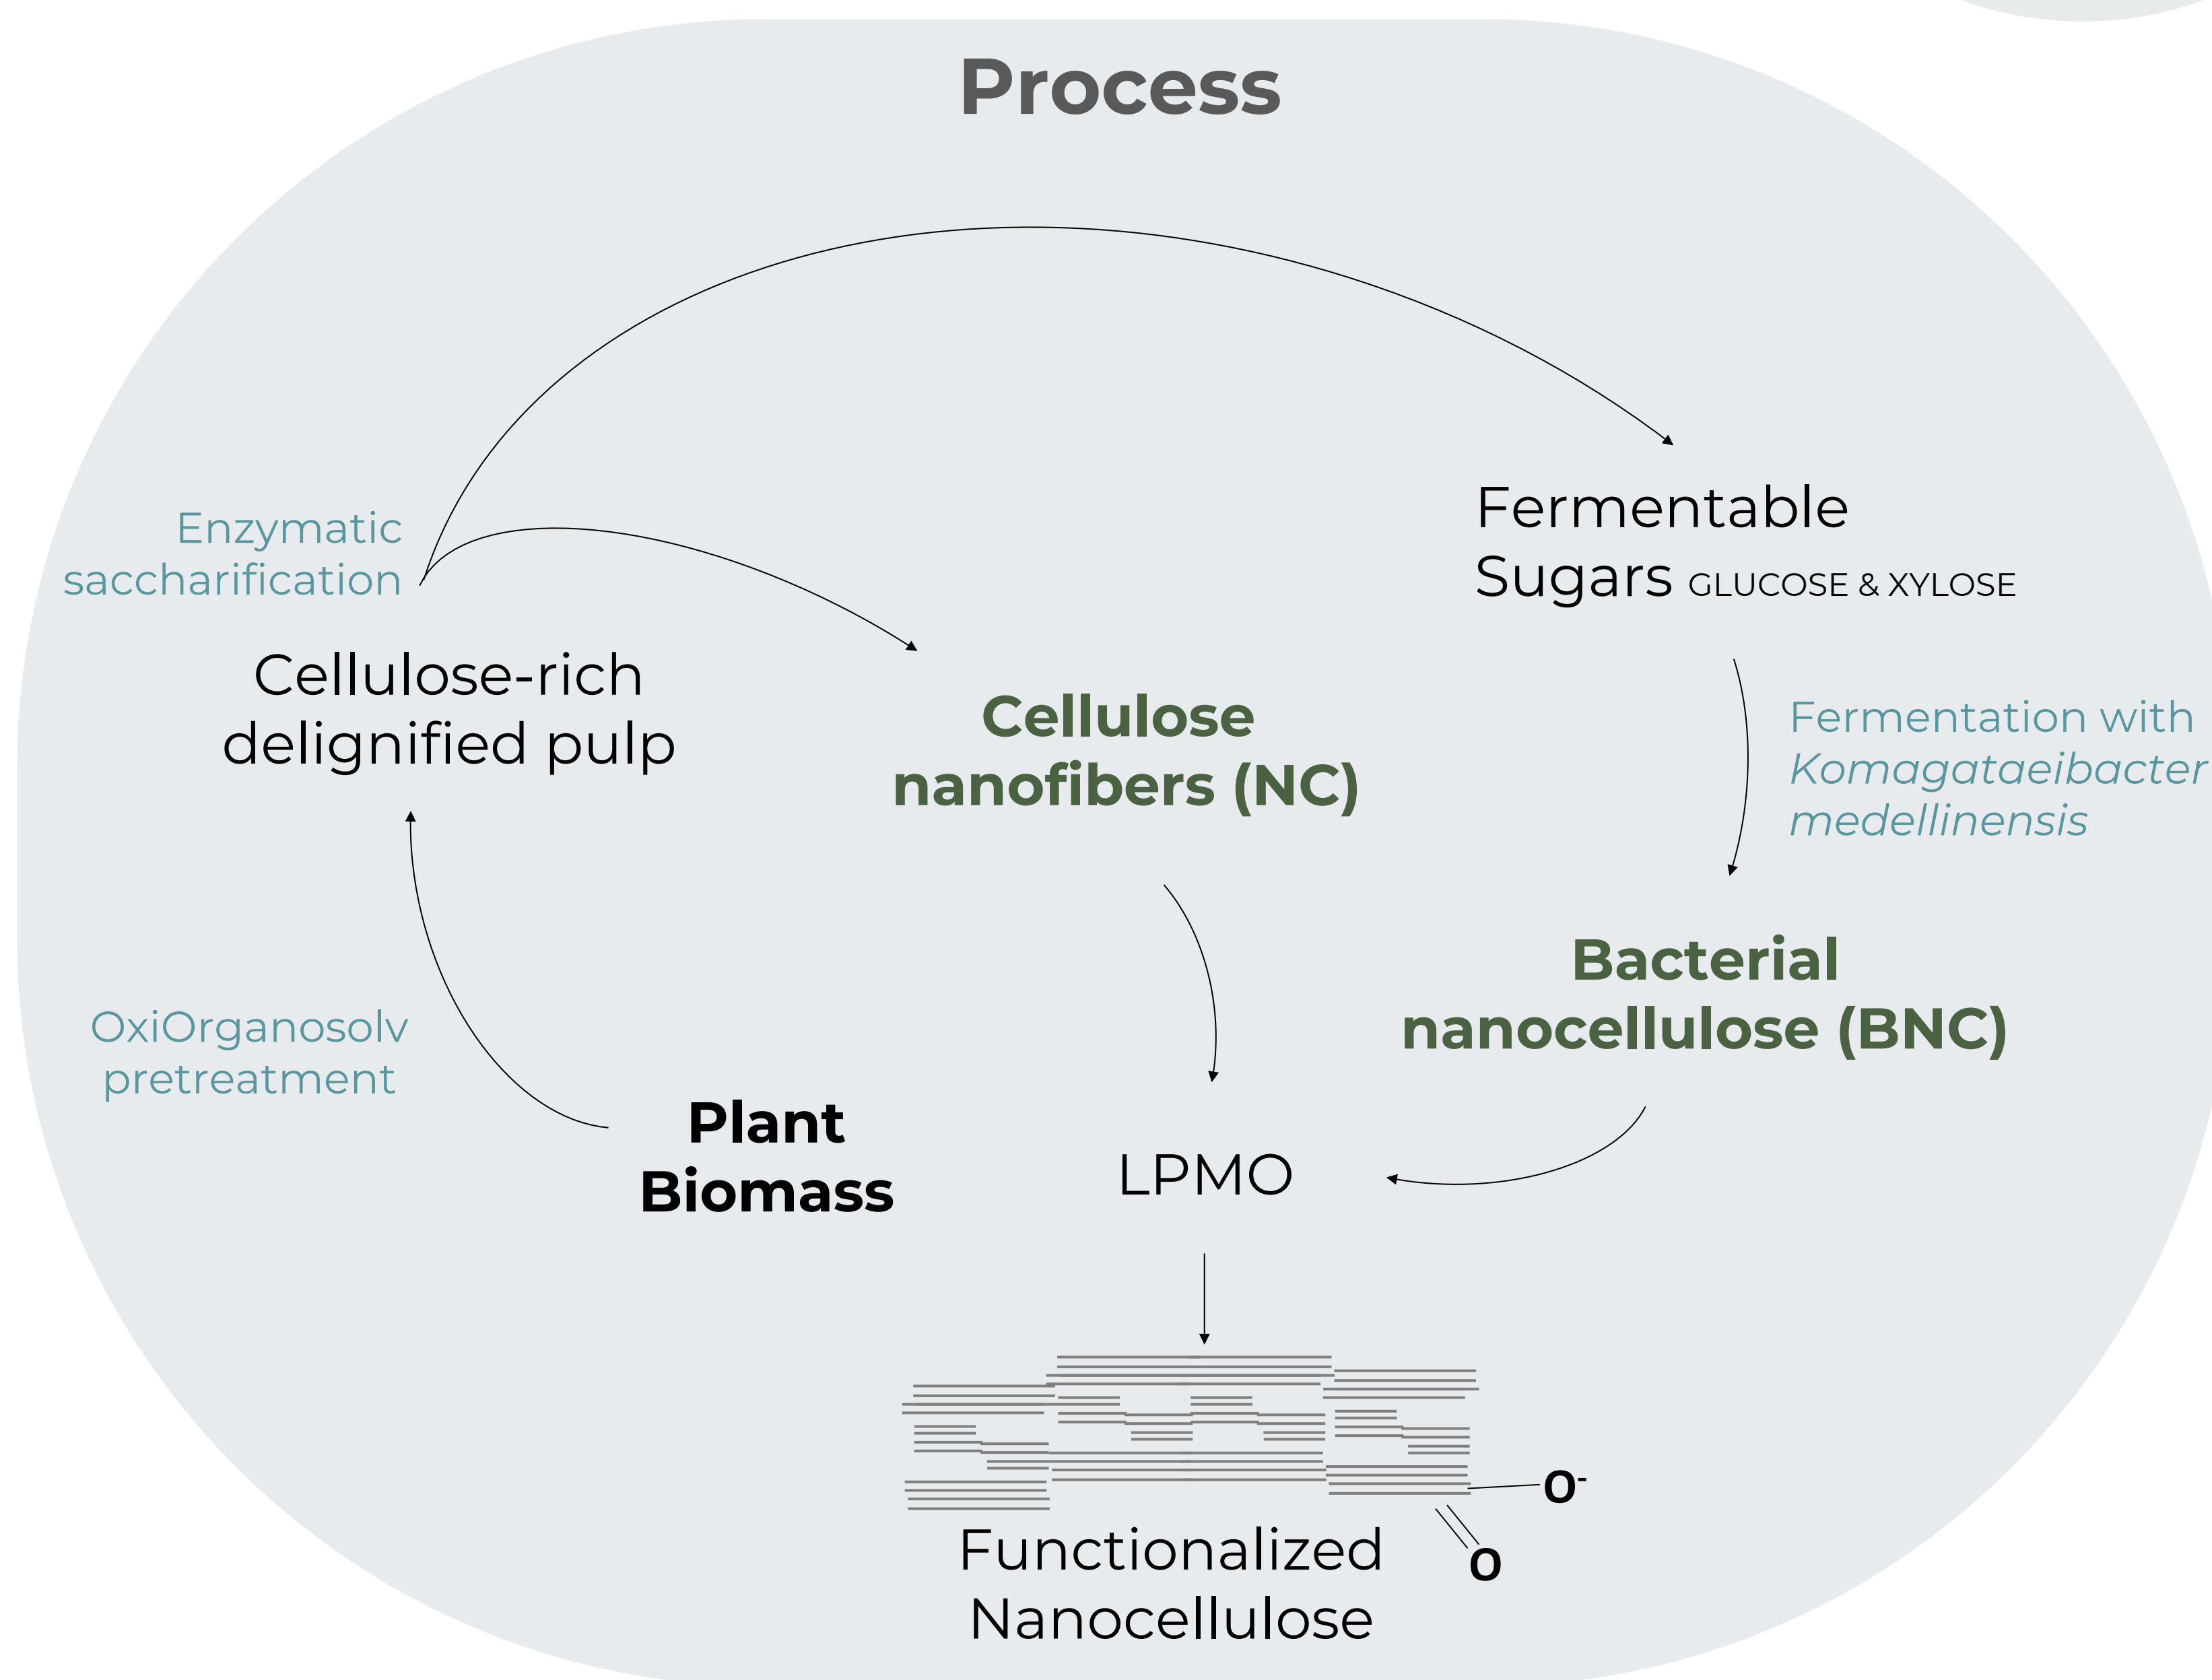 Process
Enzymatic
saccharification
Cellulose-rich
delignified pulp
Fermentable
Sugars GLUCOSE & XYLOSE
Cellulose
nanofibers (NC)
Fermentation with
Komagataeibacter
medellinensis
Bacterial
nanocellulose (BNC)
OxiOrganosolv
pretreatment
Plant
Biomass
LPMO
O-
O
Functionalized
Nanocellulose